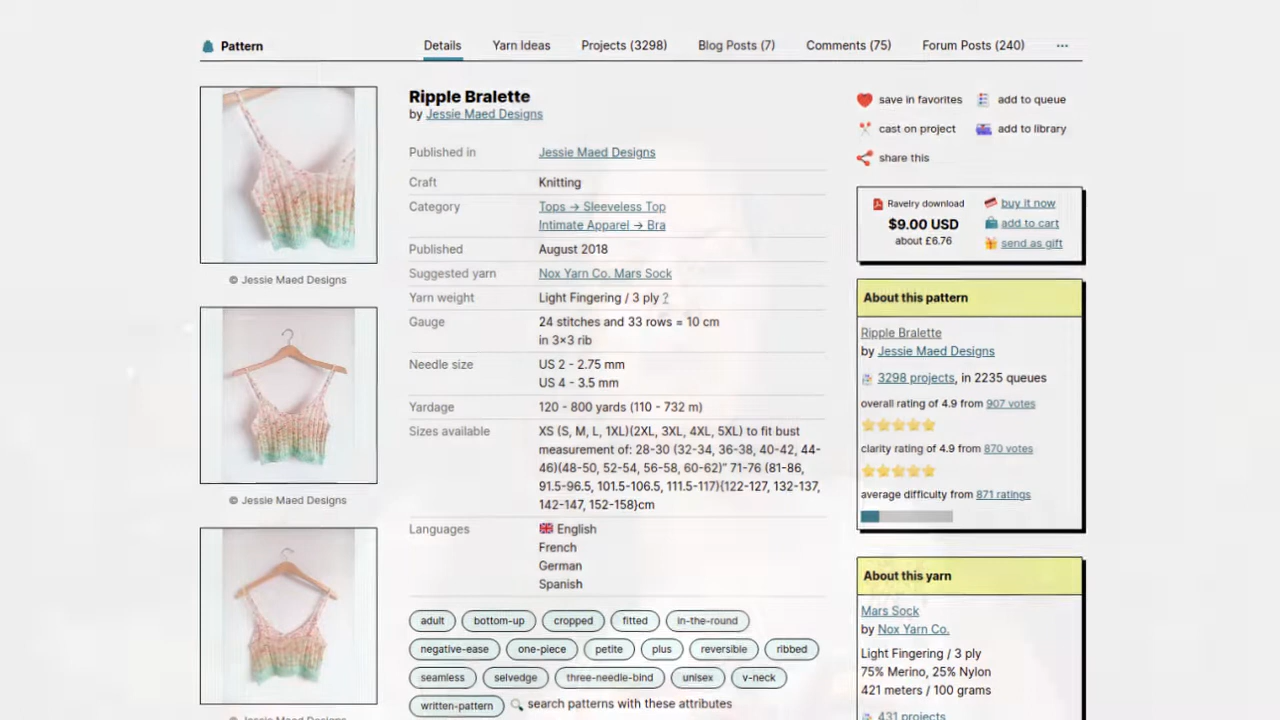 Pattern
Details
Yarn Ideas
Projects (3298)
Blog Posts (7)
Comments (75)
Forum Posts (240)
© Jessie Maed Designs
© Jessie Maed Designs
© Jessie Maed Designs
Ripple Bralette
by Jessie Maed Designs
Published in Jessie Maed Designs
Craft Knitting
Category Tops → Sleeveless Top
Intimate Apparel → Bra
Published August 2018
Suggested yarn Nox Yarn Co. Mars Sock
Yarn weight Light Fingering / 3 ply ?
Gauge 24 stitches and 33 rows = 10 cm
in 3×3 rib
Needle size US 2 - 2.75 mm
US 4 - 3.5 mm
Yardage 120 - 800 yards (110 - 732 m)
Sizes available XS (S, M, L, 1XL)(2XL, 3XL, 4XL, 5XL) to fit bust
measurement of: 28-30 (32-34, 36-38, 40-42, 44-
46)(48-50, 52-54, 56-58, 60-62)" 71-76 (81-86,
91.5-96.5, 101.5-106.5, 111.5-117)(122-127, 132-137,
142-147, 152-158)cm
Languages English
French
German
Spanish
adult bottom-up cropped fitted in-the-round
negative-ease one-piece petite plus reversible ribbed
seamless selvedge three-needle-bind unisex v-neck
written-pattern search patterns with these attributes
save in favorites add to queue
cast on project add to library
share this
Ravelry download
$9.00 USD
about £6.76
buy it now
add to cart
send as gift
About this pattern
Ripple Bralette
by Jessie Maed Designs
3298 projects, in 2235 queues
overall rating of 4.9 from 907 votes
clarity rating of 4.9 from 870 votes
average difficulty from 871 ratings
About this yarn
Mars Sock
by Nox Yarn Co.
Light Fingering / 3 ply
75% Merino, 25% Nylon
421 meters / 100 grams
431 projects